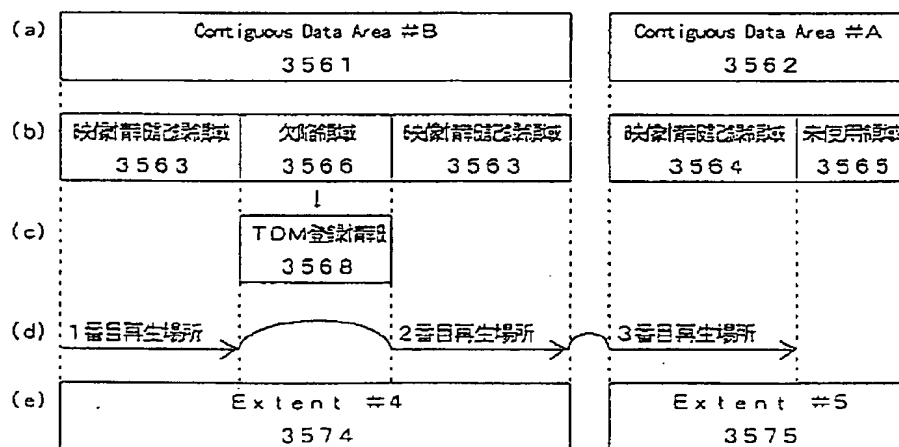 (a)
Contiguous Data Area #B
3561
Contiguous Data Area #A
3562
(b)
映像情報記録領域
3563
欠陥領域
3566
映像情報記録領域
3563
映像情報記録領域
3564
未使用領域
3565
↓
(c)
TDM登録情報
3568
(d)
1番目再生場所
2番目再生場所
3番目再生場所
(e)
Extent #4
3574
Extent #5
3575